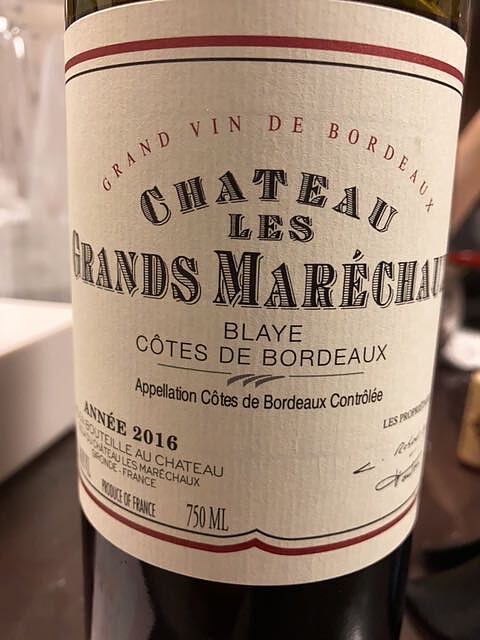 GRAND VIN DE BORDEAUX
CHATEAU
LES
GRANDS MARÉCHAU
BLAYE
CÔTES DE BORDEAUX
Appellation Côtes de Bordeaux Contrôlée
ANNÉE 2016
BOUTEILLE AU CHATEAU
CHÂTEAU LES MARÉCHAUX
GIRONDE - FRANCE
PRODUCE OF FRANCE
750 ML
LES PROPRIÉ